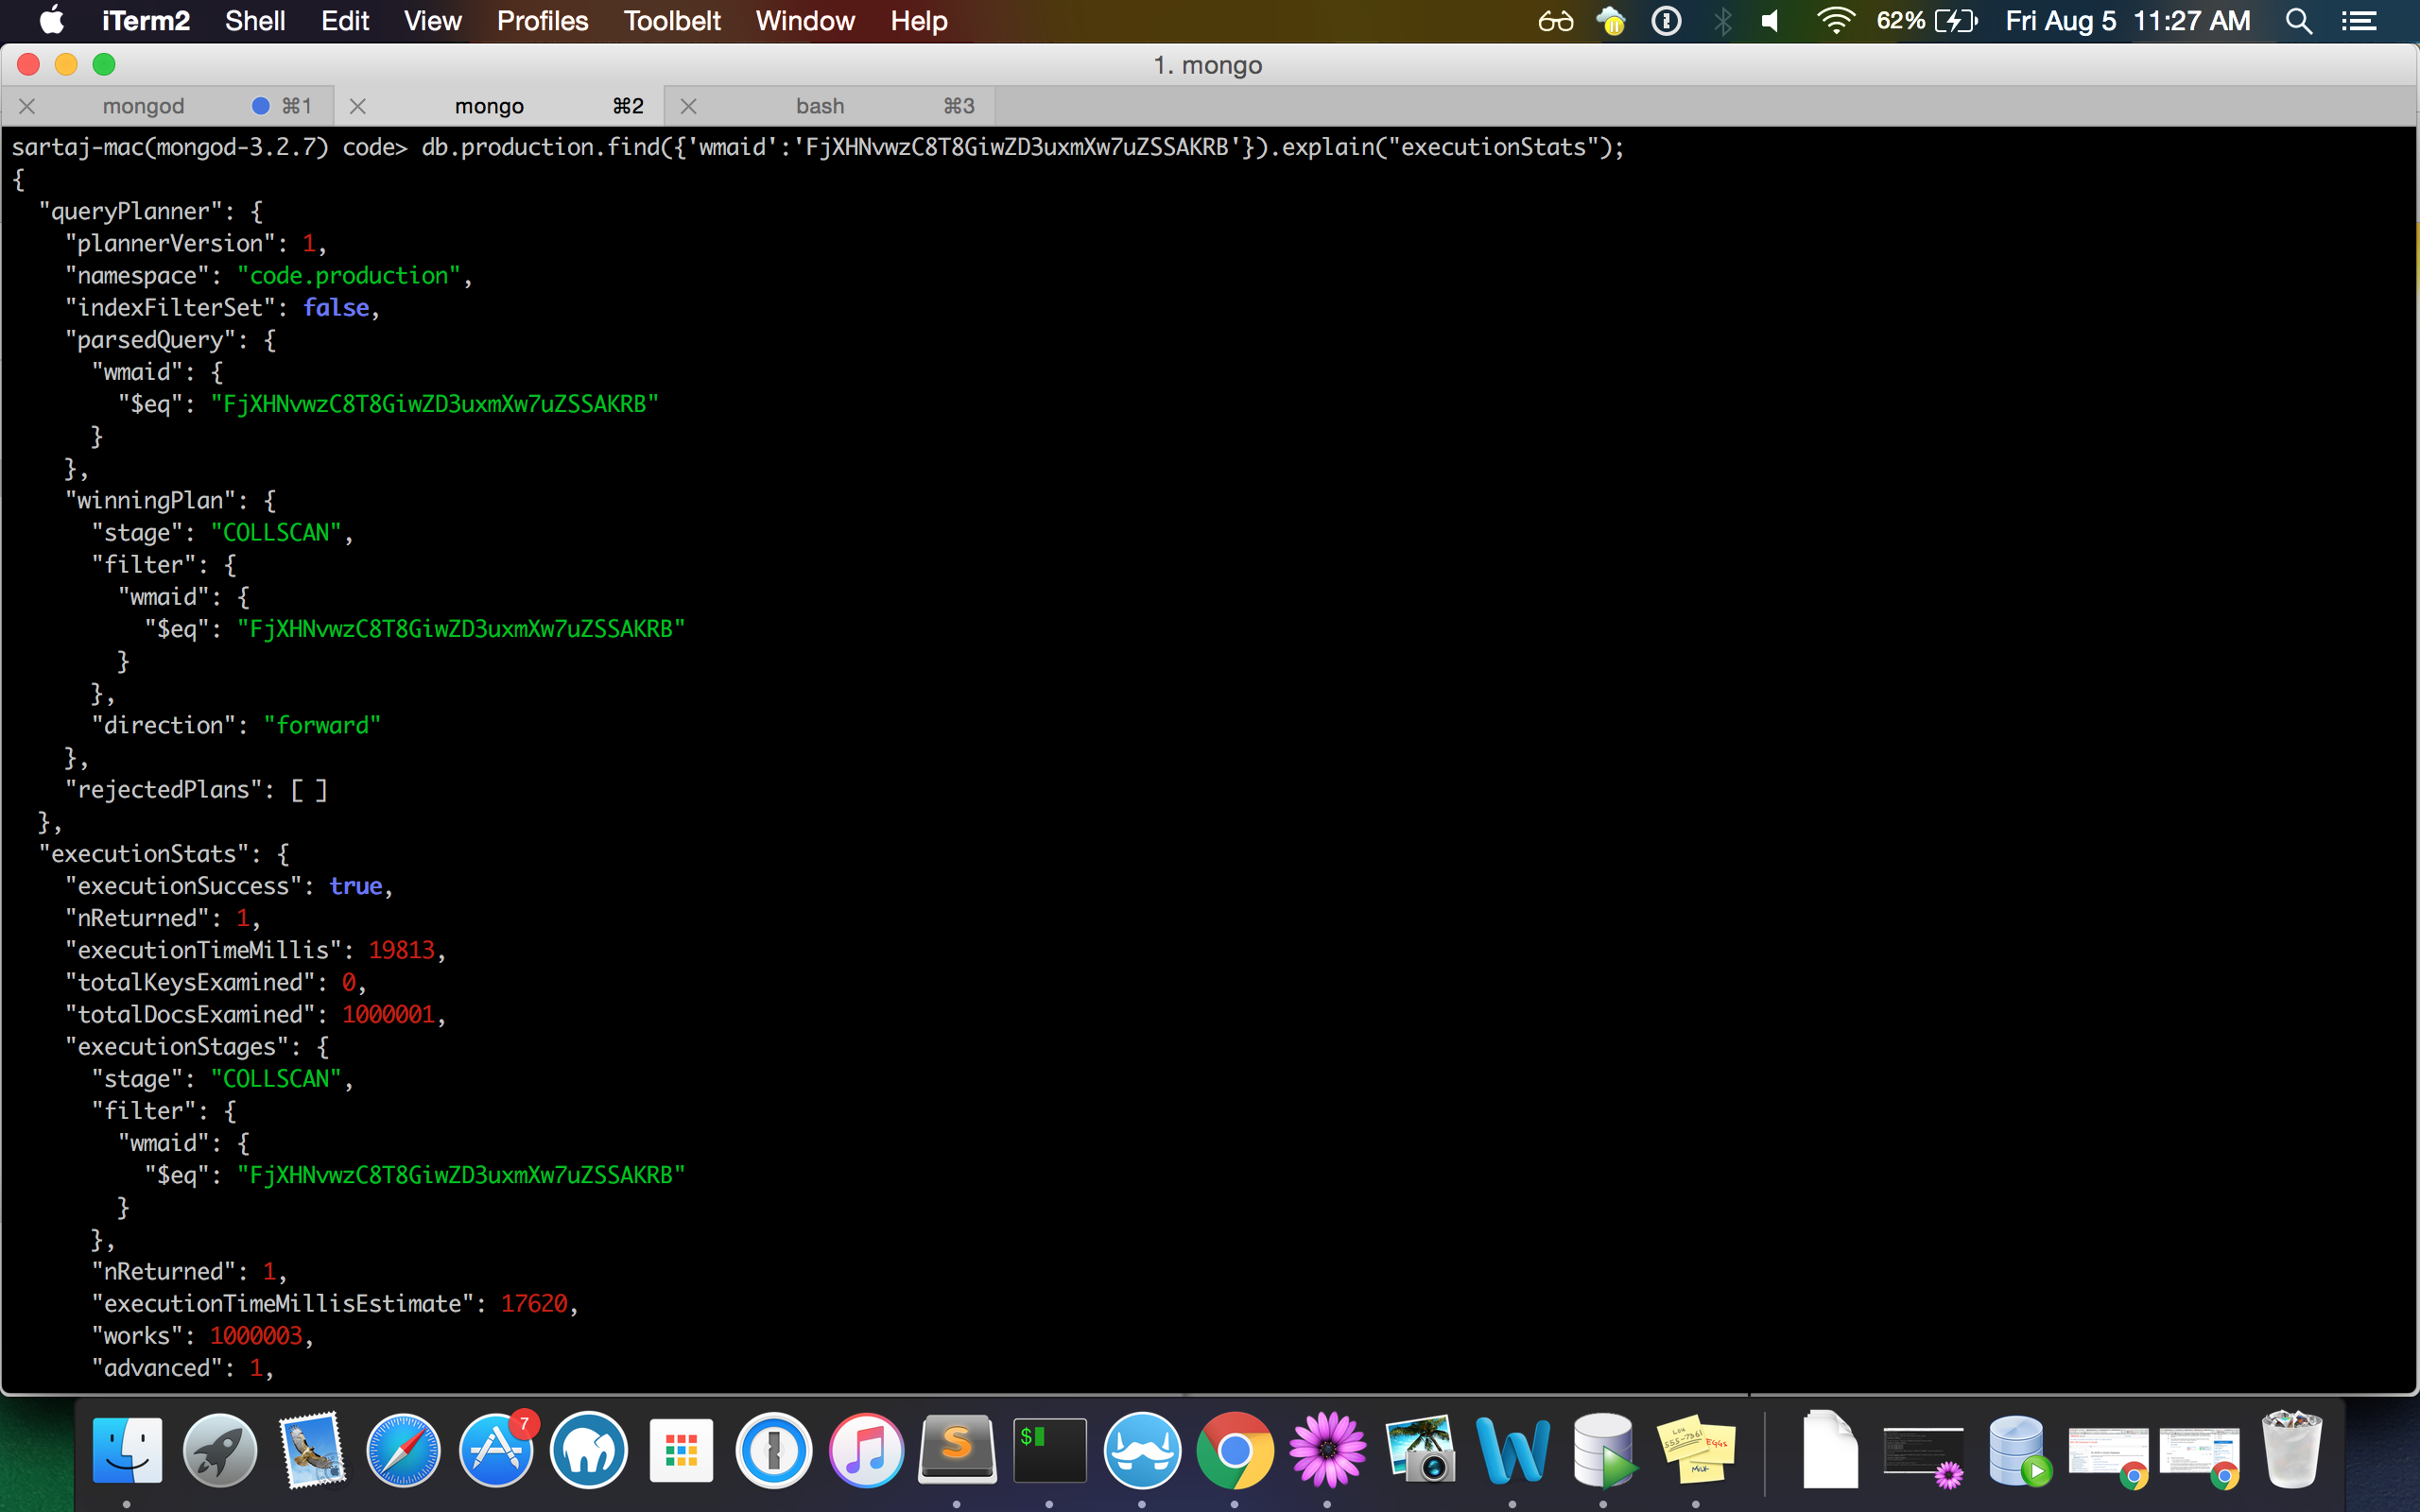 iTerm2 Shell Edit View Profiles Toolbelt Window Help 62% Fri Aug 5 11:27 AM
1. mongo
mongod ⌘1 mongo ⌘2 bash ⌘3
sartaj-mac(mongod-3.2.7) code> db.production.find({'wmaid':'FjXHNvwzC8T8GiwZD3uxmXw7uZSSAKRB'}).explain("executionStats");
{
  "queryPlanner": {
    "plannerVersion": 1,
    "namespace": "code.production",
    "indexFilterSet": false,
    "parsedQuery": {
      "wmaid": {
        "$eq": "FjXHNvwzC8T8GiwZD3uxmXw7uZSSAKRB"
      }
    },
    "winningPlan": {
      "stage": "COLLSCAN",
      "filter": {
        "wmaid": {
          "$eq": "FjXHNvwzC8T8GiwZD3uxmXw7uZSSAKRB"
        }
      },
      "direction": "forward"
    },
    "rejectedPlans": [ ]
  },
  "executionStats": {
    "executionSuccess": true,
    "nReturned": 1,
    "executionTimeMillis": 19813,
    "totalKeysExamined": 0,
    "totalDocsExamined": 1000001,
    "executionStages": {
      "stage": "COLLSCAN",
      "filter": {
        "wmaid": {
          "$eq": "FjXHNvwzC8T8GiwZD3uxmXw7uZSSAKRB"
        }
      },
      "nReturned": 1,
      "executionTimeMillisEstimate": 17620,
      "works": 1000003,
      "advanced": 1,
7